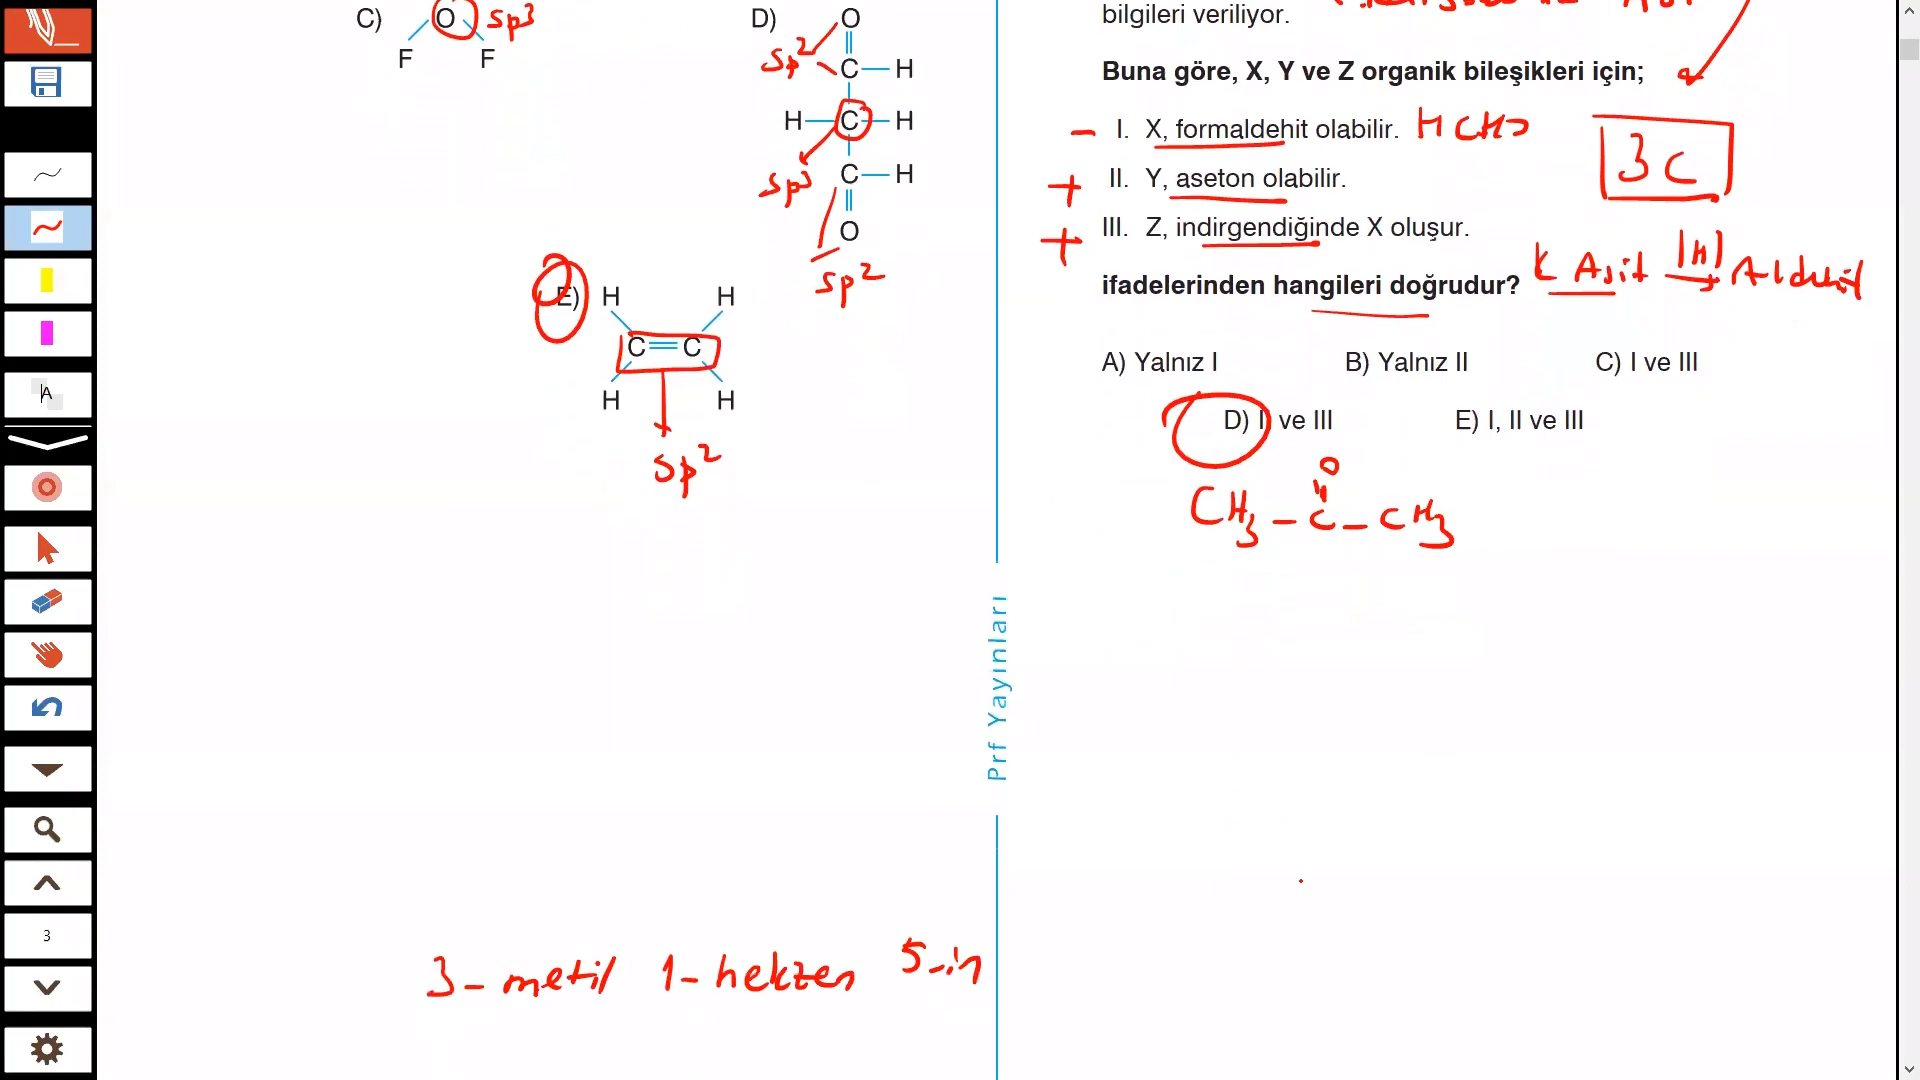 C) O sp3
F F
D) O
sp2 C H
H C H
sp3 C H
O
sp2
E) H H
C C
H H
sp2
3- metil 1- hekzen 5-in
Prf Yayınları
bilgileri veriliyor.
Buna göre, X, Y ve Z organik bileşikleri için;
- I. X, formaldehit olabilir. HCHO
+ II. Y, aseton olabilir.
3C
+ III. Z, indirgendiğinde X oluşur.
K Asit |H| Aldehit
ifadelerinden hangileri doğrudur?
A) Yalnız I B) Yalnız II C) I ve III
D) II ve III E) I, II ve III
O
CH3 - C - CH3
A
3